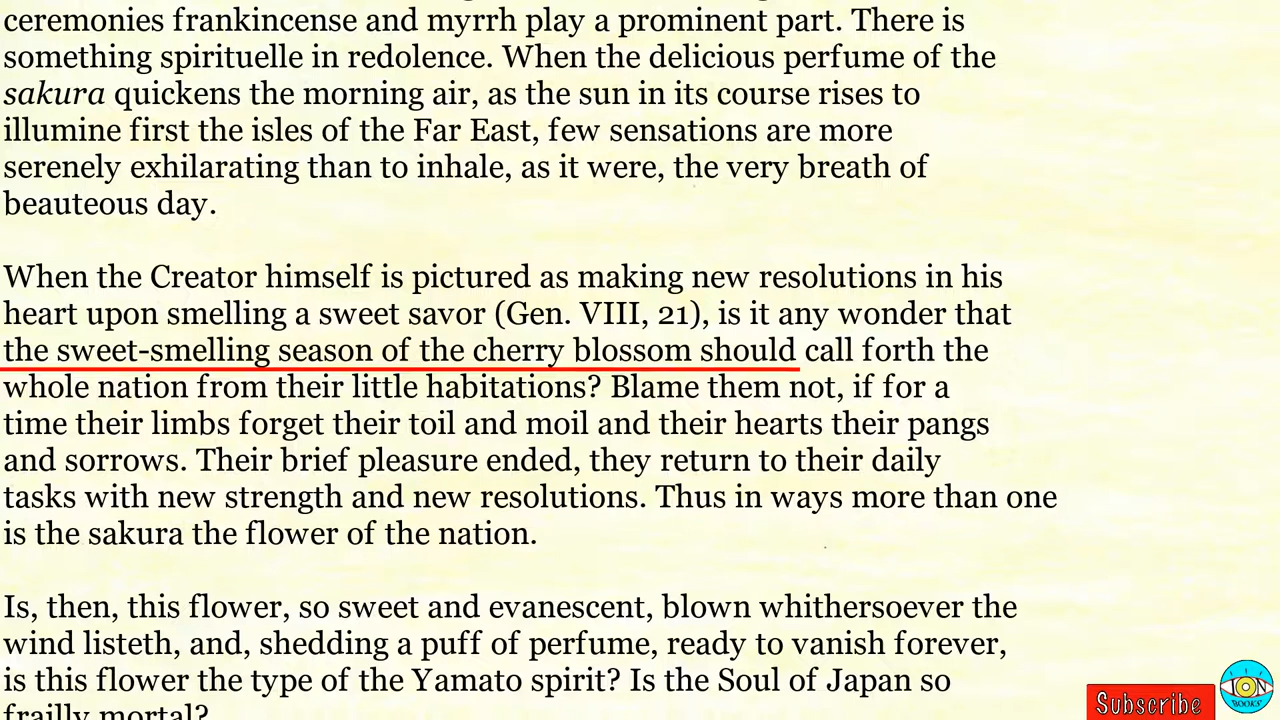 ceremonies frankincense and myrrh play a prominent part. There is
something spirituelle in redolence. When the delicious perfume of the
sakura quickens the morning air, as the sun in its course rises to
illumine first the isles of the Far East, few sensations are more
serenely exhilarating than to inhale, as it were, the very breath of
beauteous day.
When the Creator himself is pictured as making new resolutions in his
heart upon smelling a sweet savor (Gen. VIII, 21), is it any wonder that
the sweet-smelling season of the cherry blossom should call forth the
whole nation from their little habitations? Blame them not, if for a
time their limbs forget their toil and moil and their hearts their pangs
and sorrows. Their brief pleasure ended, they return to their daily
tasks with new strength and new resolutions. Thus in ways more than one
is the sakura the flower of the nation.
Is, then, this flower, so sweet and evanescent, blown whithersoever the
wind listeth, and, shedding a puff of perfume, ready to vanish forever,
is this flower the type of the Yamato spirit? Is the Soul of Japan so
frailly mortal?
Subscribe
ION
BOOKS